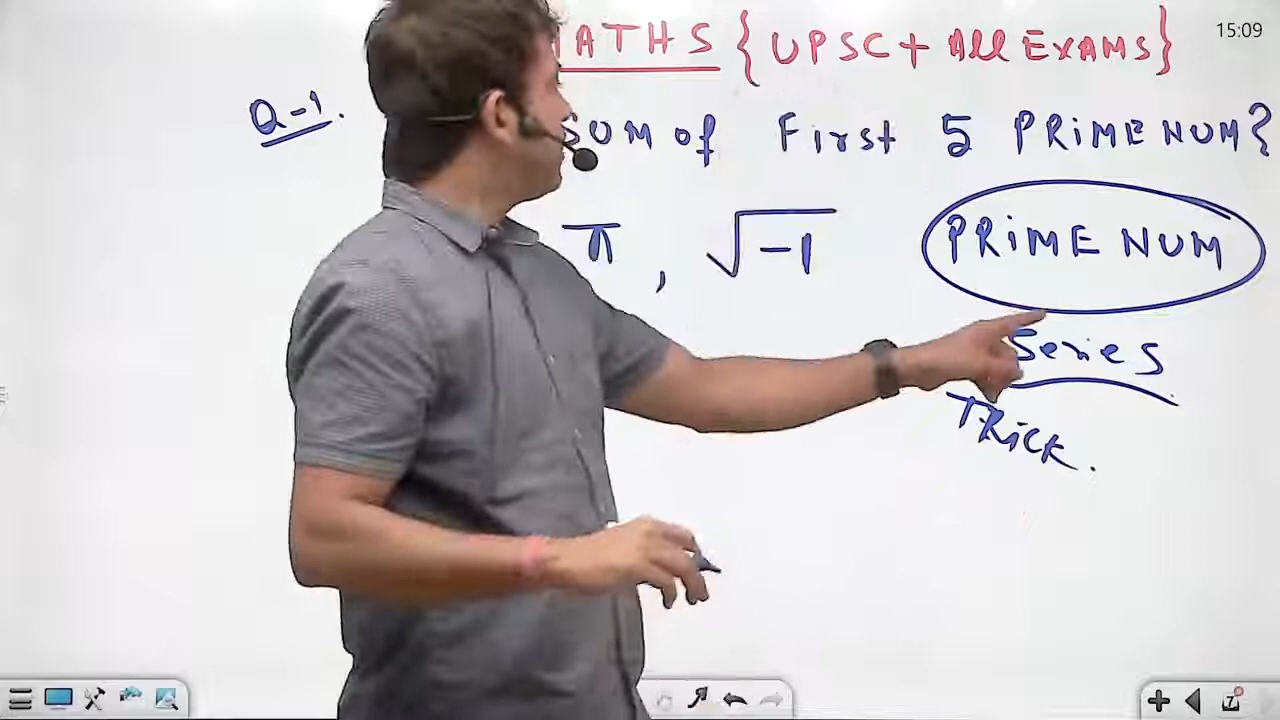 15:09
ATHS {UPSC + All EXAMS}
Q-1.
SUM of First 5 PRIME NUM?
π , √-1 PRIME NUM
Series
TRICK.